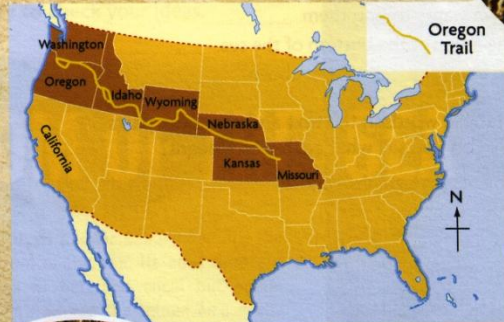 Oregon
Trail
Washington
Oregon
Idaho
Wyoming
Nebraska
California
Kansas
Missouri
N